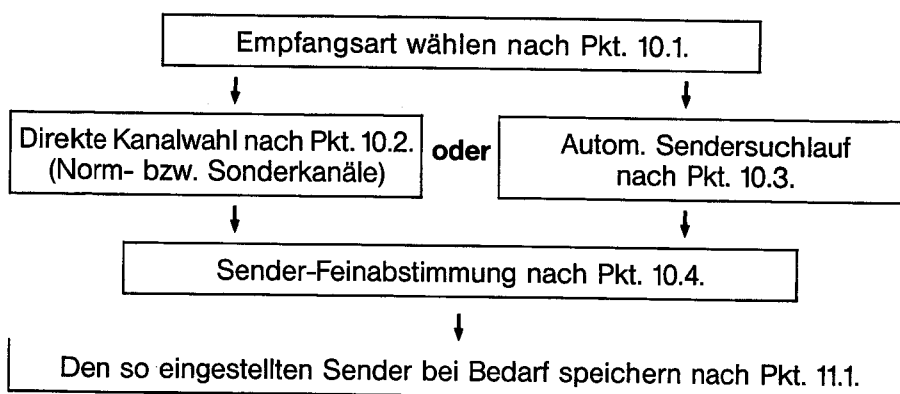 Empfangsart wählen nach Pkt. 10.1.
Direkte Kanalwahl nach Pkt. 10.2.
(Norm- bzw. Sonderkanäle)
oder
Autom. Sendersuchlauf
nach Pkt. 10.3.
Sender-Feinabstimmung nach Pkt. 10.4.
Den so eingestellten Sender bei Bedarf speichern nach Pkt. 11.1.